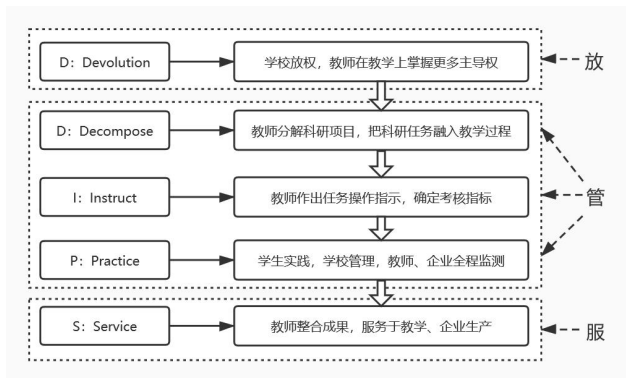 D：Devolution
学校放权，教师在教学上掌握更多主导权
放
D：Decompose
教师分解科研项目，把科研任务融入教学过程
I：Instruct
教师作出任务操作指示，确定考核指标
管
P：Practice
学生实践，学校管理，教师、企业全程监测
S：Service
教师整合成果，服务于教学、企业生产
服